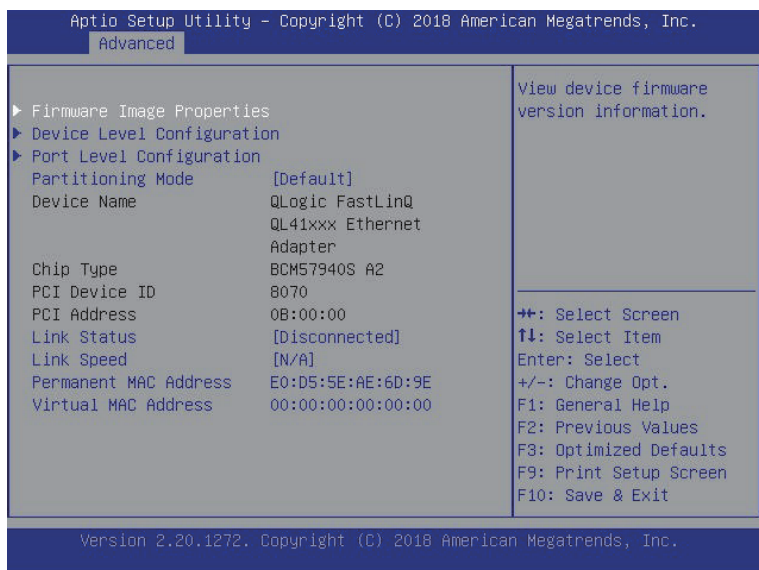 Aptio Setup Utility – Copyright (C) 2018 American Megatrends, Inc.
Advanced
▶ Firmware Image Properties
▶ Device Level Configuration
▶ Port Level Configuration
Partitioning Mode [Default]
Device Name QLogic FastLinQ
QL41xxx Ethernet
Adapter
Chip Type BCM57940S A2
PCI Device ID 8070
PCI Address 0B:00:00
Link Status [Disconnected]
Link Speed [N/A]
Permanent MAC Address E0:D5:5E:AE:6D:9E
Virtual MAC Address 00:00:00:00:00:00
View device firmware
version information.
→←: Select Screen
↑↓: Select Item
Enter: Select
+/-: Change Opt.
F1: General Help
F2: Previous Values
F3: Optimized Defaults
F9: Print Setup Screen
F10: Save & Exit
Version 2.20.1272. Copyright (C) 2018 American Megatrends, Inc.